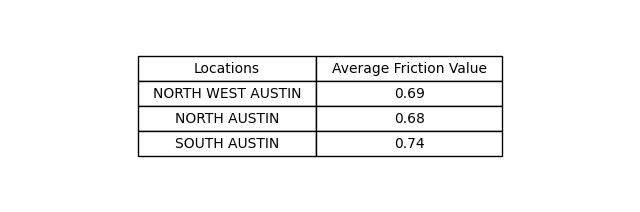 Locations Average Friction Value
NORTH WEST AUSTIN 0.69
NORTH AUSTIN 0.68
SOUTH AUSTIN 0.74